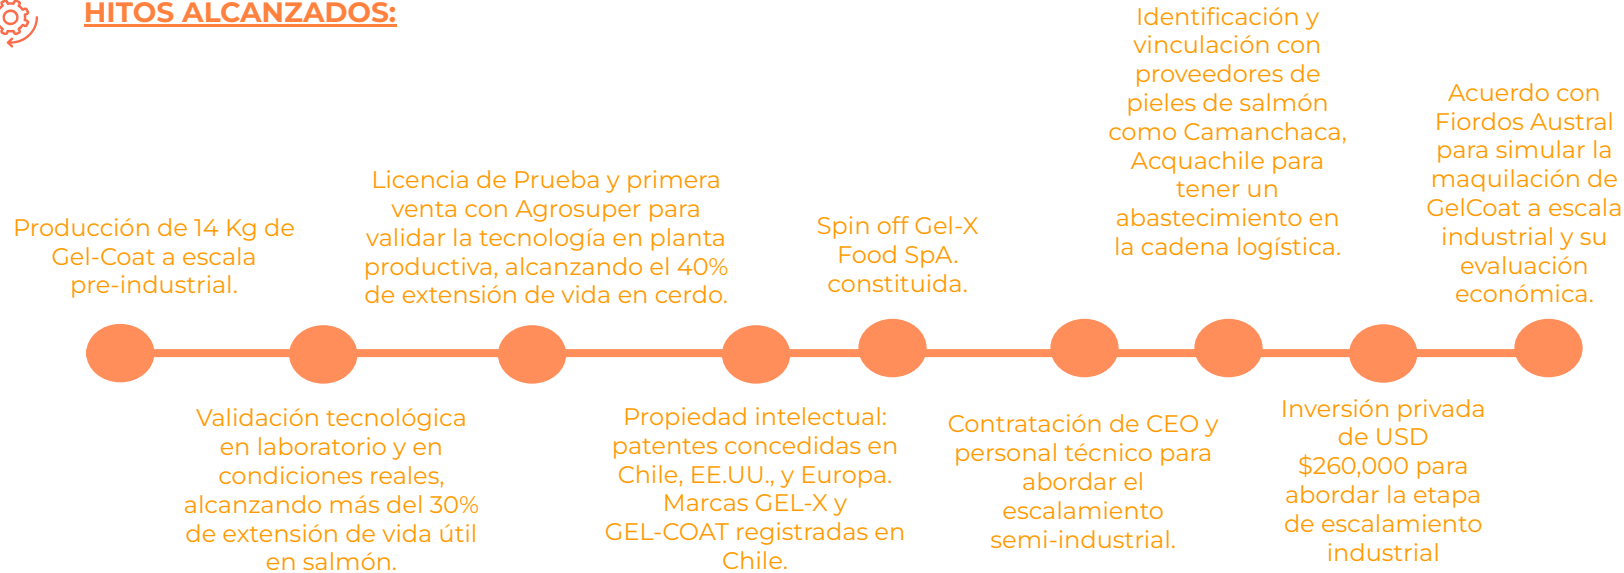 HITOS ALCANZADOS:
Producción de 14 Kg de
Gel-Coat a escala
pre-industrial.
Validación tecnológica
en laboratorio y en
condiciones reales,
alcanzando más del 30%
de extensión de vida útil
en salmón.
Licencia de Prueba y primera
venta con Agrosuper para
validar la tecnología en planta
productiva, alcanzando el 40%
de extensión de vida en cerdo.
Propiedad intelectual:
patentes concedidas en
Chile, EE.UU., y Europa.
Marcas GEL-X y
GEL-COAT registradas en
Chile.
Spin off Gel-X
Food SpA.
constituida.
Contratación de CEO y
personal técnico para
abordar el
escalamiento
semi-industrial.
Identificación y
vinculación con
proveedores de
pieles de salmón
como Camanchaca,
Acquachile para
tener un
abastecimiento en
la cadena logística.
Inversión privada
de USD
$260,000 para
abordar la etapa
de escalamiento
industrial
Acuerdo con
Fiordos Austral
para simular la
maquilación de
GelCoat a escala
industrial y su
evaluación
económica.